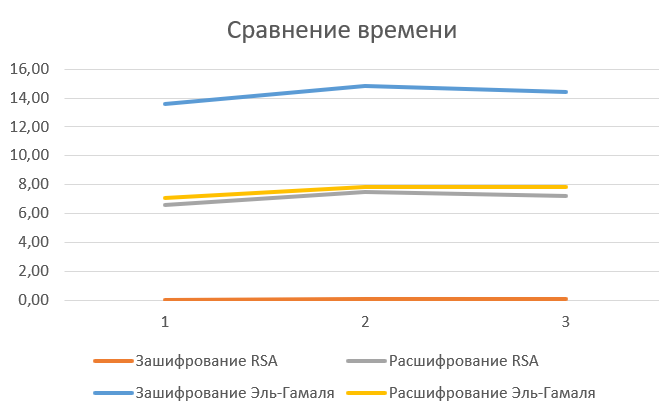 Сравнение времени
16,00
14,00
12,00
10,00
8,00
6,00
4,00
2,00
0,00
1 2 3
Зашифрование RSA Расшифрование RSA
Зашифрование Эль-Гамаля Расшифрование Эль-Гамаля